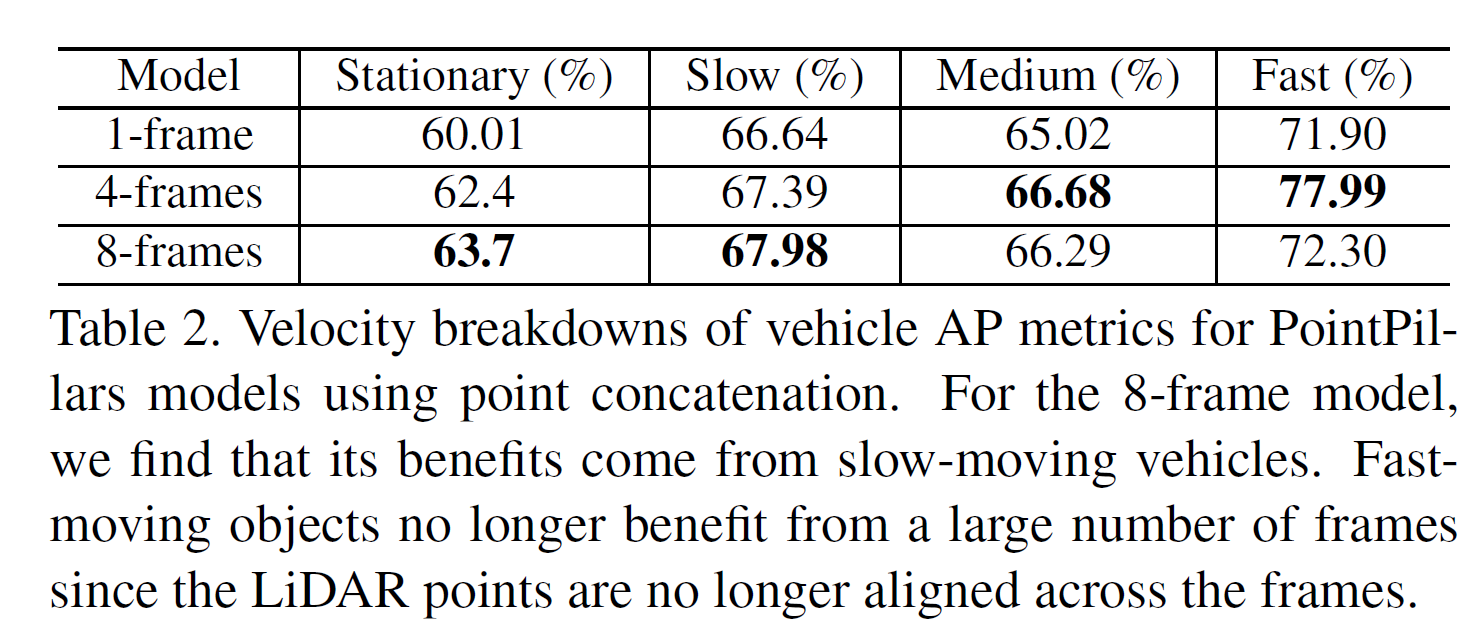 Model Stationary (%) Slow (%) Medium (%) Fast (%)
1-frame 60.01 66.64 65.02 71.90
4-frames 62.4 67.39 66.68 77.99
8-frames 63.7 67.98 66.29 72.30
Table 2. Velocity breakdowns of vehicle AP metrics for PointPil-
lars models using point concatenation. For the 8-frame model,
we find that its benefits come from slow-moving vehicles. Fast-
moving objects no longer benefit from a large number of frames
since the LiDAR points are no longer aligned across the frames.